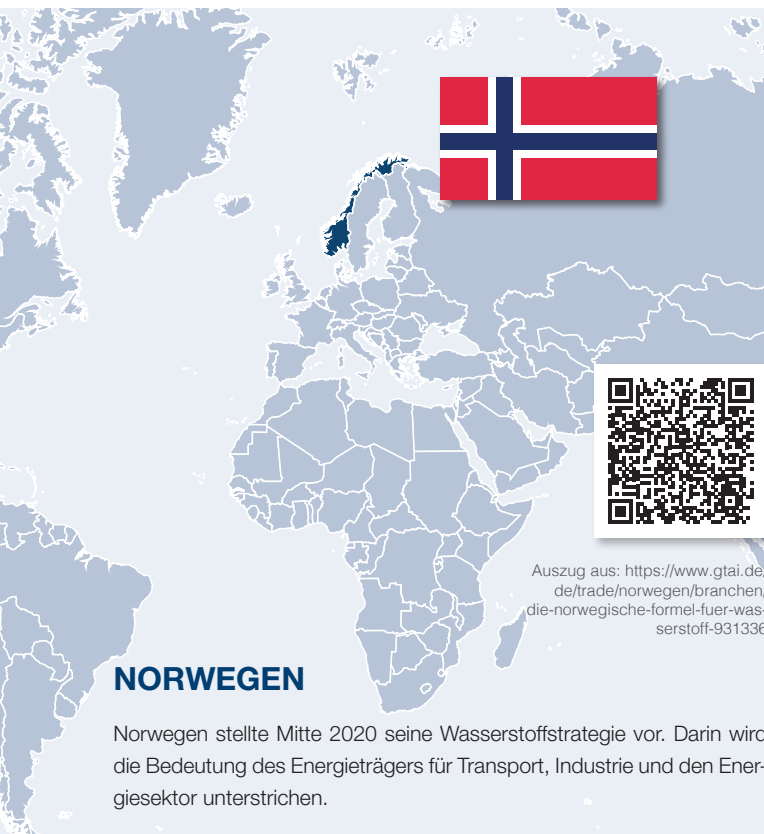 Auszug aus: https://www.gtai.de/
de/trade/norwegen/branchen/
die-norwegische-formel-fuer-was-
serstoff-931336
NORWEGEN
Norwegen stellte Mitte 2020 seine Wasserstoffstrategie vor. Darin wird
die Bedeutung des Energieträgers für Transport, Industrie und den Ener-
giesektor unterstrichen.